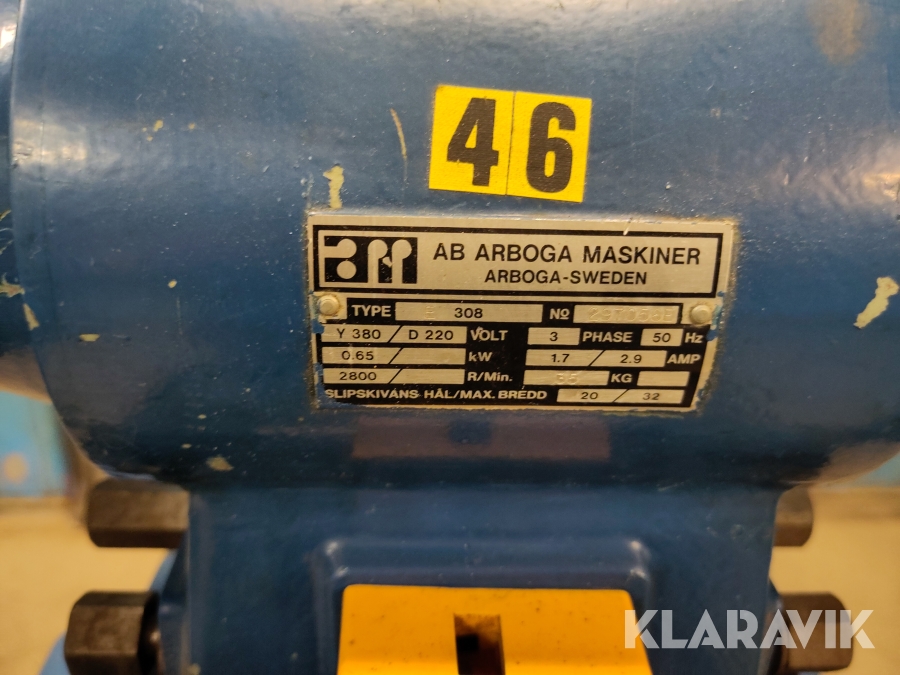 46
AB ARBOGA MASKINER
ARBOGA-SWEDEN
TYPE 308 No
Y 380 / D 220 VOLT 3 PHASE 50 Hz
0.65 / kW 1.7 / 2.9 AMP
2800 / R/Min. 35 KG
SLIPSKIVANS HÅL/MAX. BREDD 20 / 32
KLARAVIK